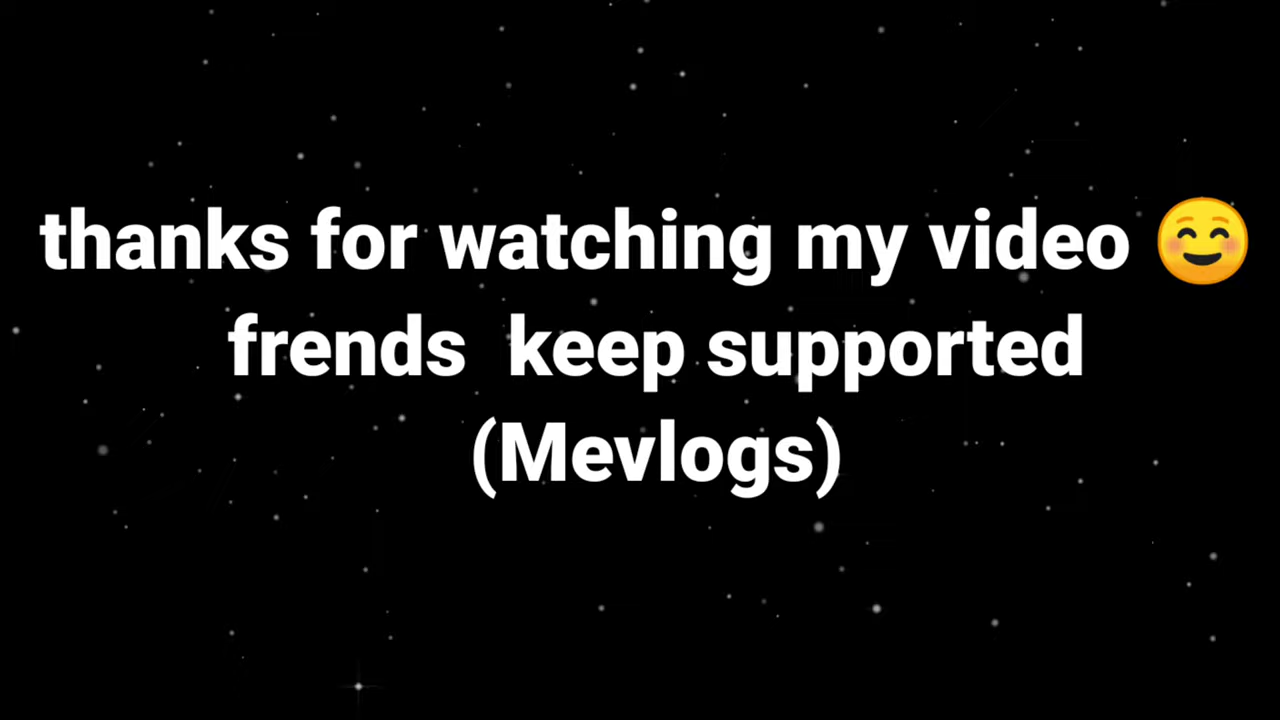 thanks for watching my video ☺️
frends keep supported
(Mevlogs)